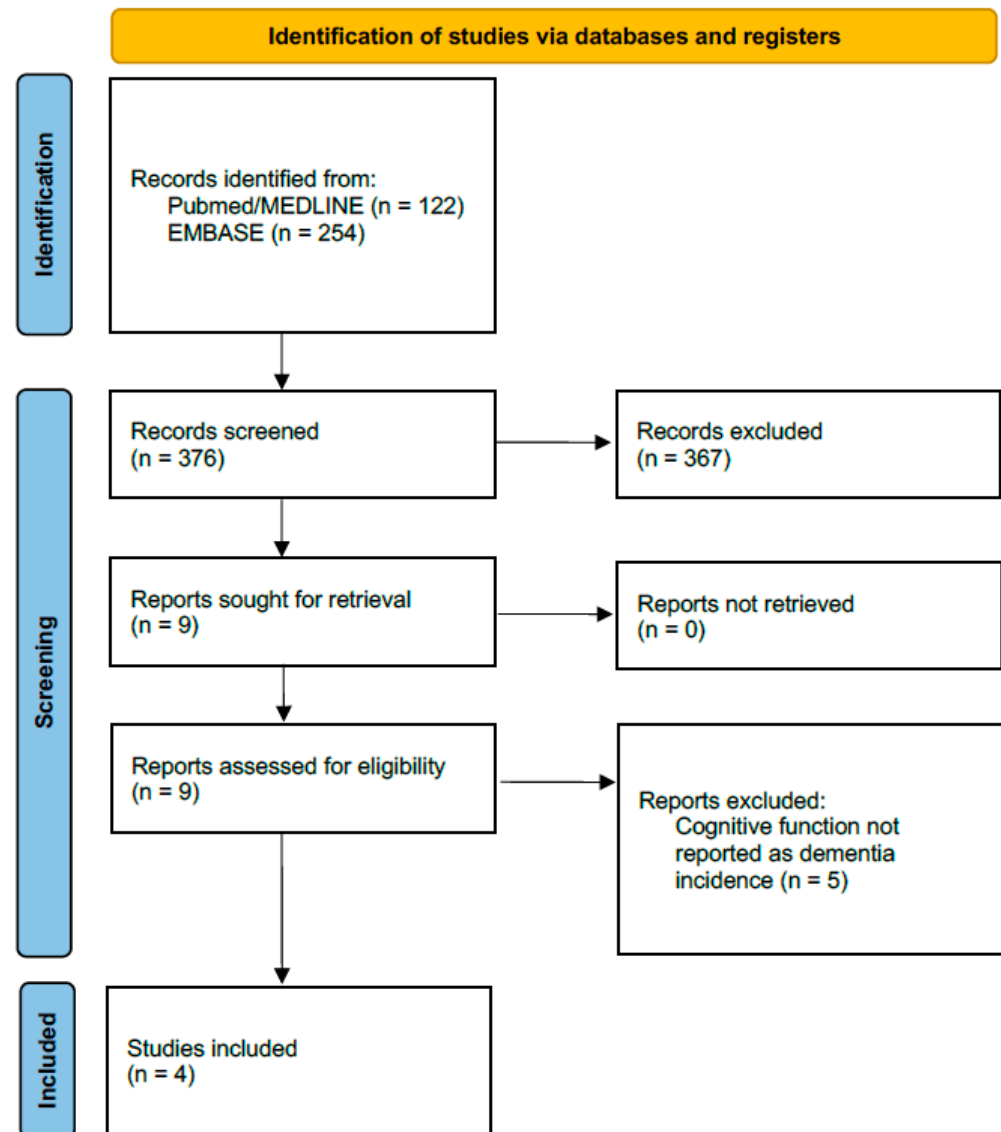 Identification of studies via databases and registers
Identification
Records identified from:
Pubmed/MEDLINE (n = 122)
EMBASE (n = 254)
Screening
Records screened
(n = 376)
Records excluded
(n = 367)
Reports sought for retrieval
(n = 9)
Reports not retrieved
(n = 0)
Reports assessed for eligibility
(n = 9)
Reports excluded:
Cognitive function not
reported as dementia
incidence (n = 5)
Included
Studies included
(n = 4)